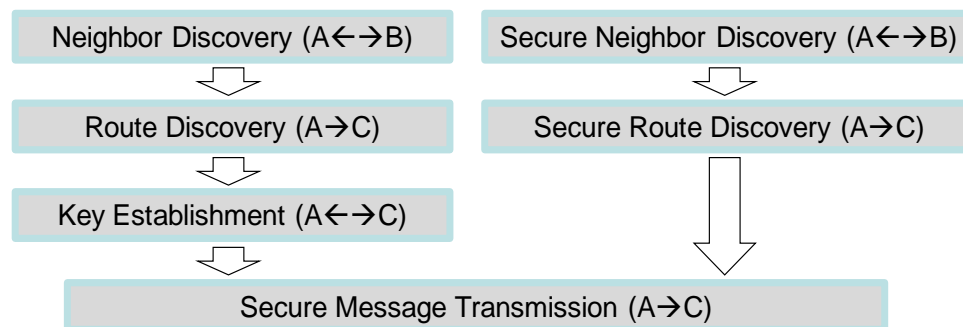 Neighbor Discovery (A←→B)
Route Discovery (A→C)
Key Establishment (A←→C)
Secure Neighbor Discovery (A←→B)
Secure Route Discovery (A→C)
Secure Message Transmission (A→C)